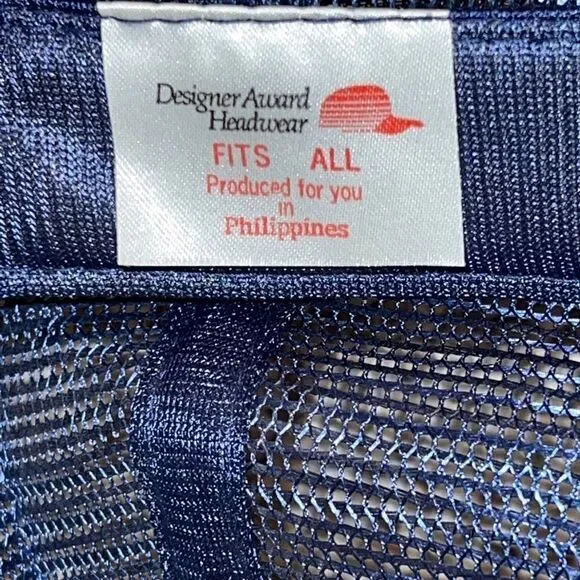 Designer Award
Headwear
FITS ALL
Produced for you
in
Philippines